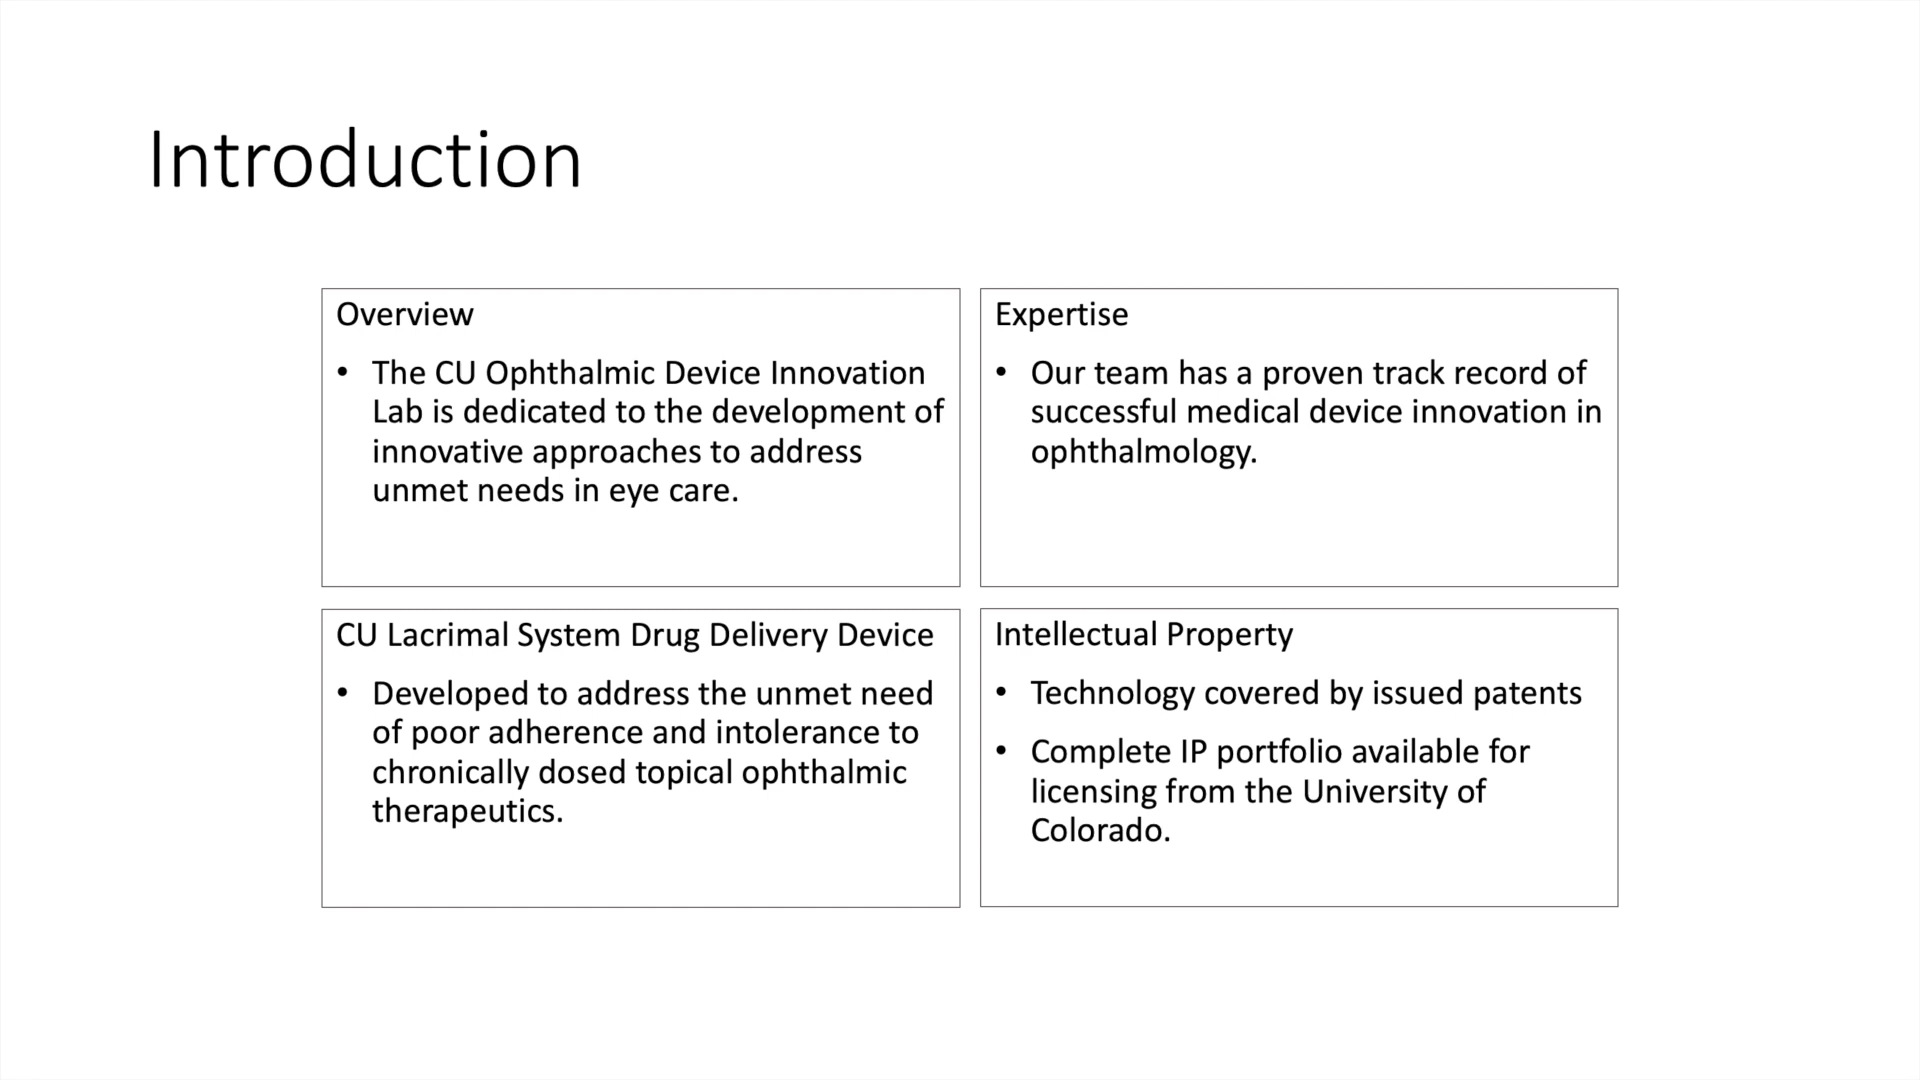 Introduction
Overview
• The CU Ophthalmic Device Innovation
Lab is dedicated to the development of
innovative approaches to address
unmet needs in eye care.
Expertise
• Our team has a proven track record of
successful medical device innovation in
ophthalmology.
CU Lacrimal System Drug Delivery Device
• Developed to address the unmet need
of poor adherence and intolerance to
chronically dosed topical ophthalmic
therapeutics.
Intellectual Property
• Technology covered by issued patents
• Complete IP portfolio available for
licensing from the University of
Colorado.